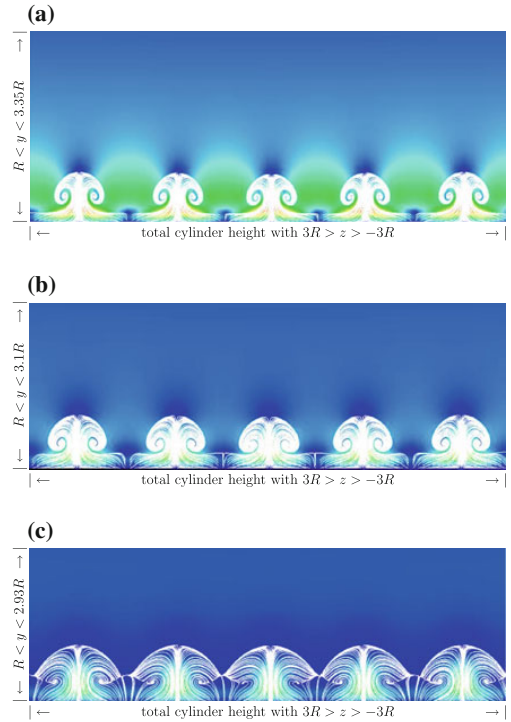 (a)
R < y < 3.35R
total cylinder height with 3R > z > −3R
(b)
R < y < 3.1R
total cylinder height with 3R > z > −3R
(c)
R < y < 2.93R
total cylinder height with 3R > z > −3R